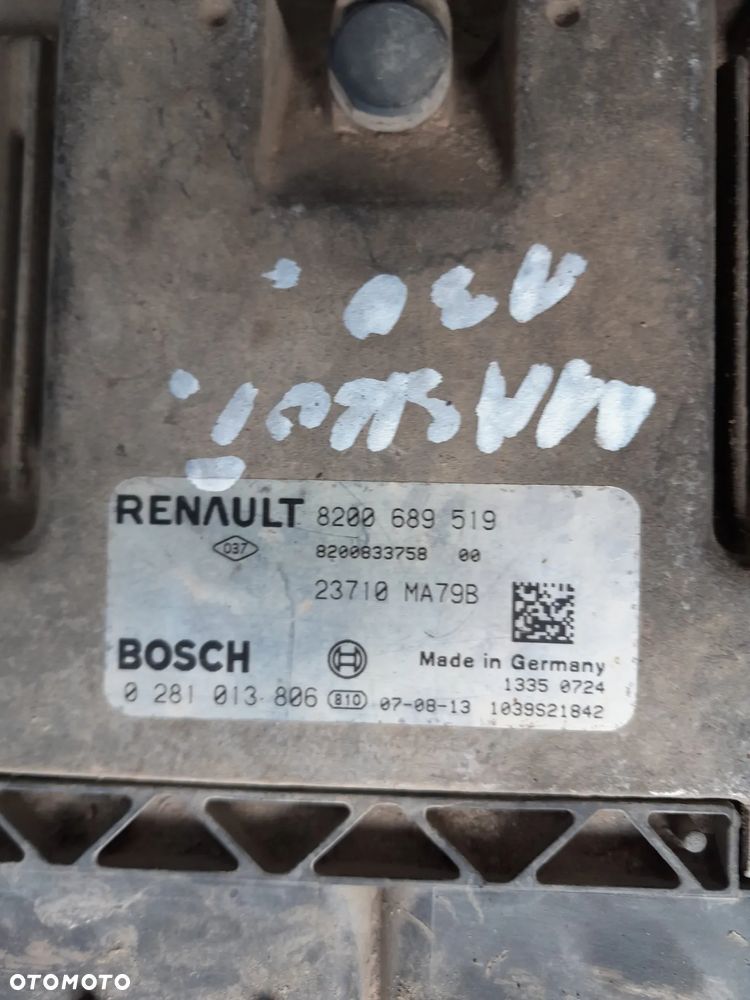 RENAULT 8200 689 519
037 8200833758 00
23710 MA79B
BOSCH Made in Germany
1335 0724
0 281 013 806 810 07-08-13 1039S21842
OTOMOTO